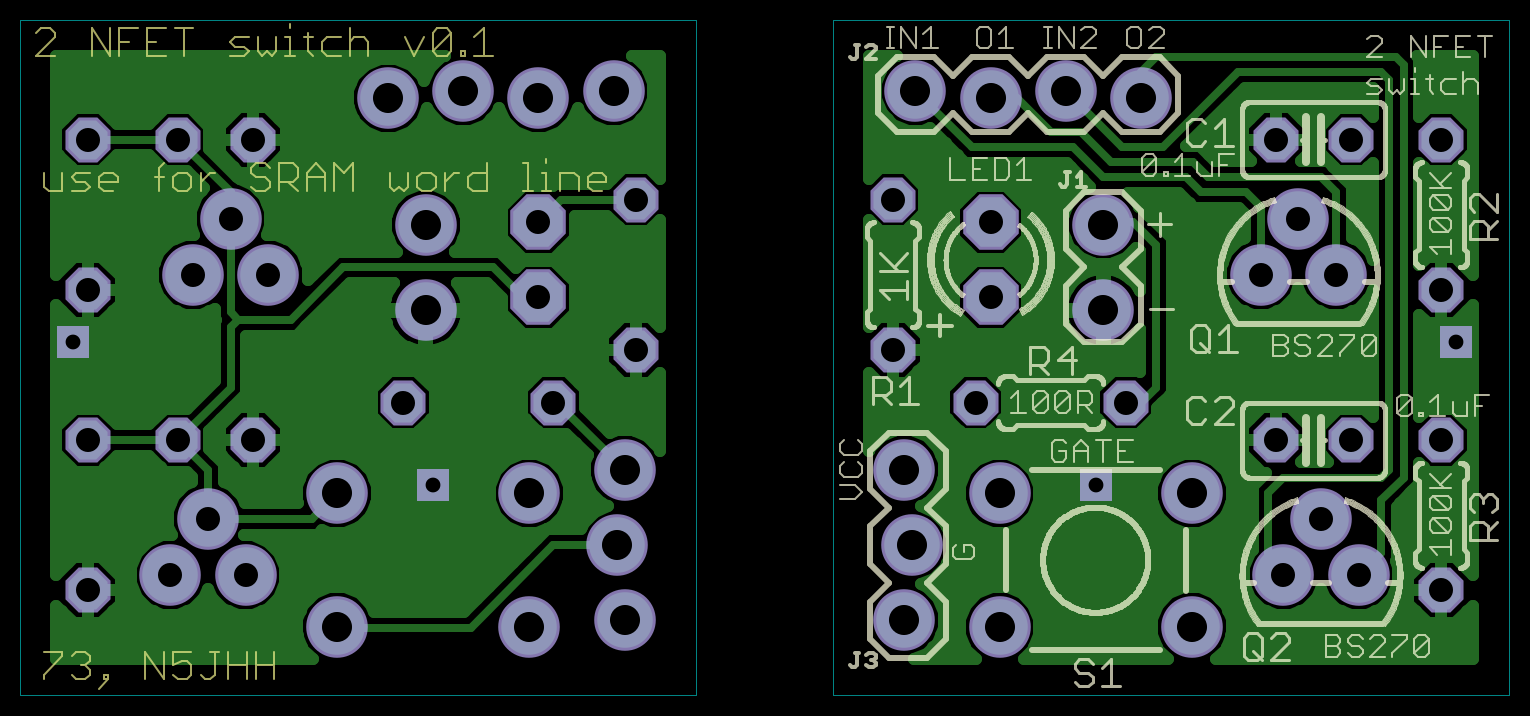 2 NFET switch v0.1
use for SRAM word line
73, N5JHH
IN1 O1 IN2 O2
J2
2 NFET
switch
C1
0.1uF
LED1
J1
+
100K
R2
1K
+
−
Q1
BS270
R4
R1
100R
C2
0.1uF
GATE
VCC
100K
R3
G
Q2
BS270
J3
S1